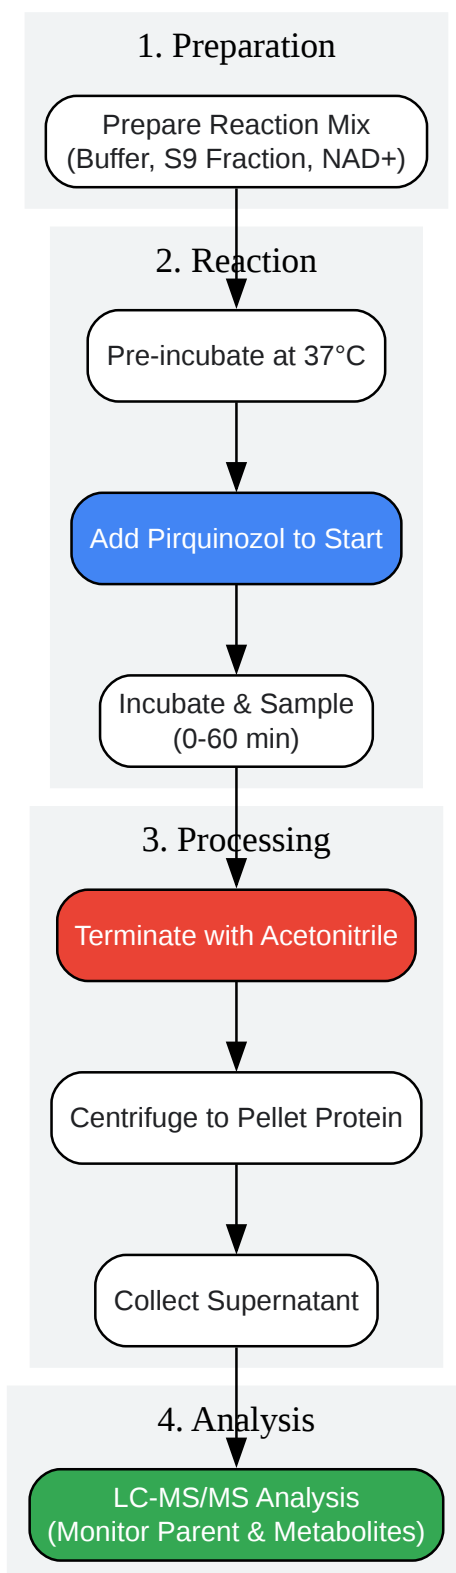 1. Preparation
Prepare Reaction Mix
(Buffer, S9 Fraction, NAD+)
2. Reaction
Pre-incubate at 37°C
Add Pirquinozol to Start
Incubate & Sample
(0-60 min)
3. Processing
Terminate with Acetonitrile
Centrifuge to Pellet Protein
Collect Supernatant
4. Analysis
LC-MS/MS Analysis
(Monitor Parent & Metabolites)